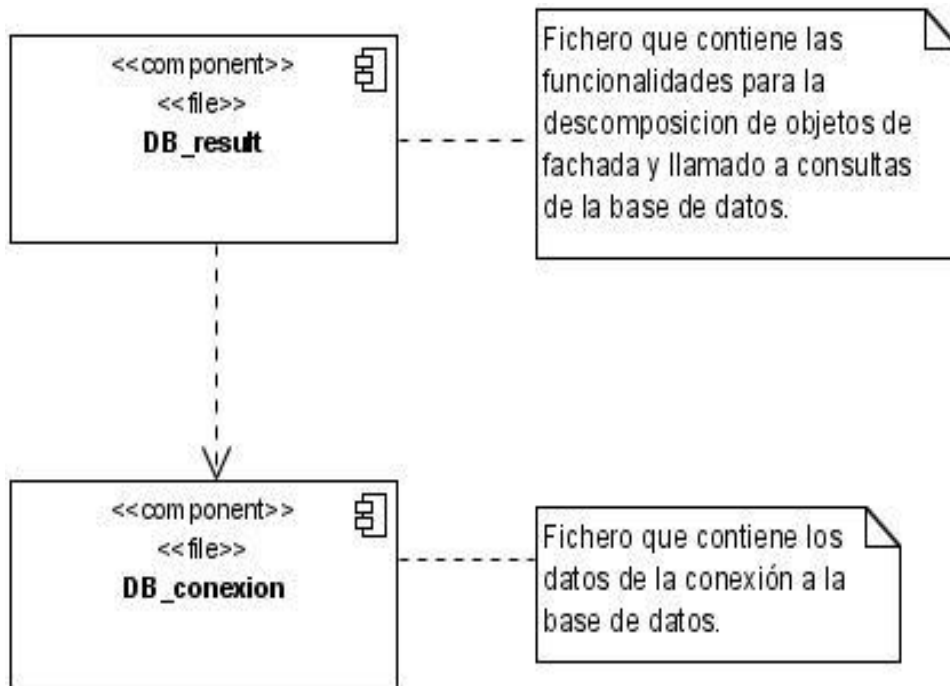 <<component>>
<<file>>
DB_result
Fichero que contiene las
funcionalidades para la
descomposicion de objetos de
fachada y llamado a consultas
de la base de datos.
<<component>>
<<file>>
DB_conexion
Fichero que contiene los
datos de la conexión a la
base de datos.